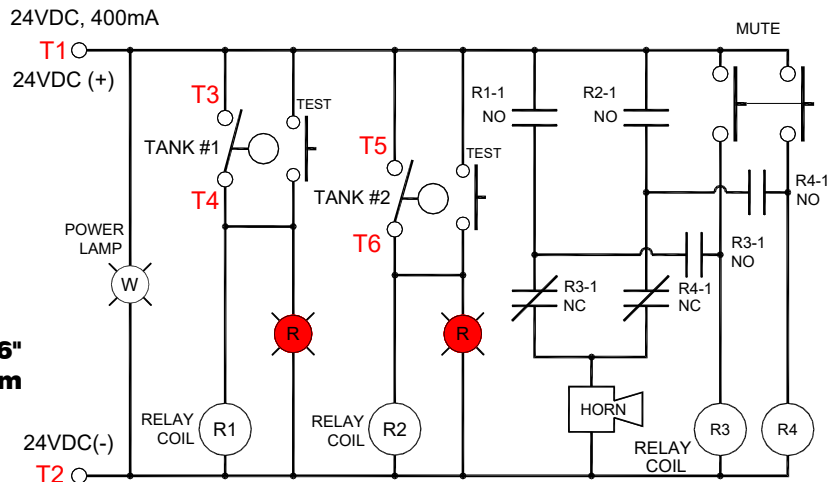 24VDC, 400mA
T1
24VDC (+)
MUTE
T3
TEST
R1-1
NO
R2-1
NO
TANK #1
T5
TEST
T4
TANK #2
R4-1
NO
T6
POWER
LAMP
W
R3-1
NO
R3-1
NC
R4-1
NC
R
R
6"
m
HORN
RELAY
COIL
R1
RELAY
COIL
R2
R3
R4
24VDC(-)
RELAY
COIL
T2